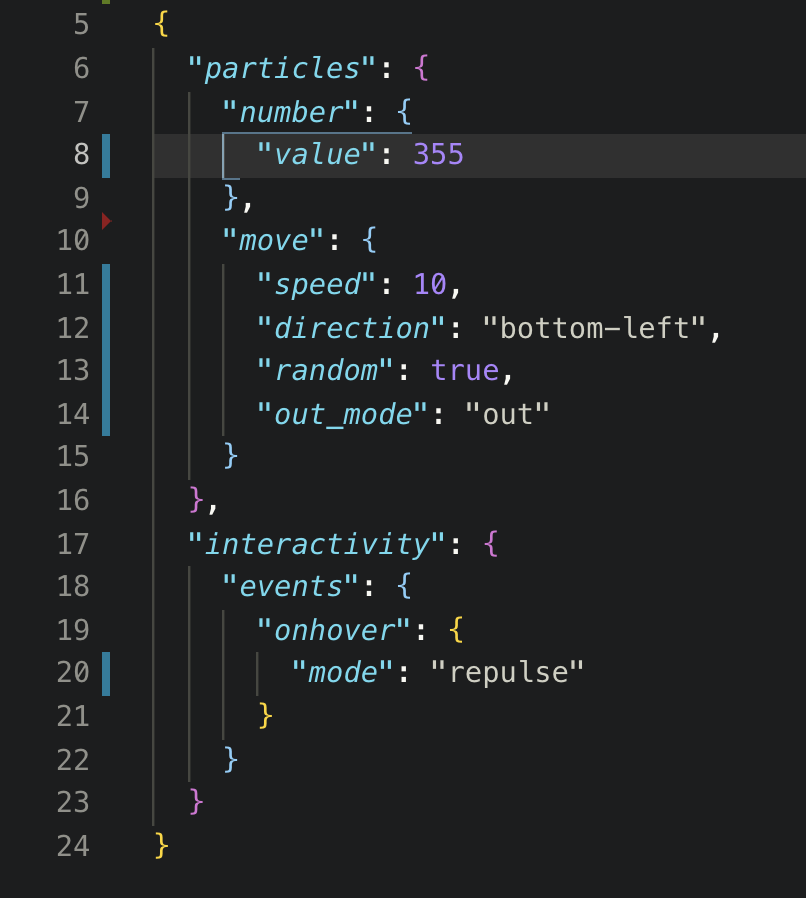 5 {
6 "particles": {
7 "number": {
8 "value": 355
9 },
10 "move": {
11 "speed": 10,
12 "direction": "bottom-left",
13 "random": true,
14 "out_mode": "out"
15 }
16 },
17 "interactivity": {
18 "events": {
19 "onhover": {
20 "mode": "repulse"
21 }
22 }
23 }
24 }